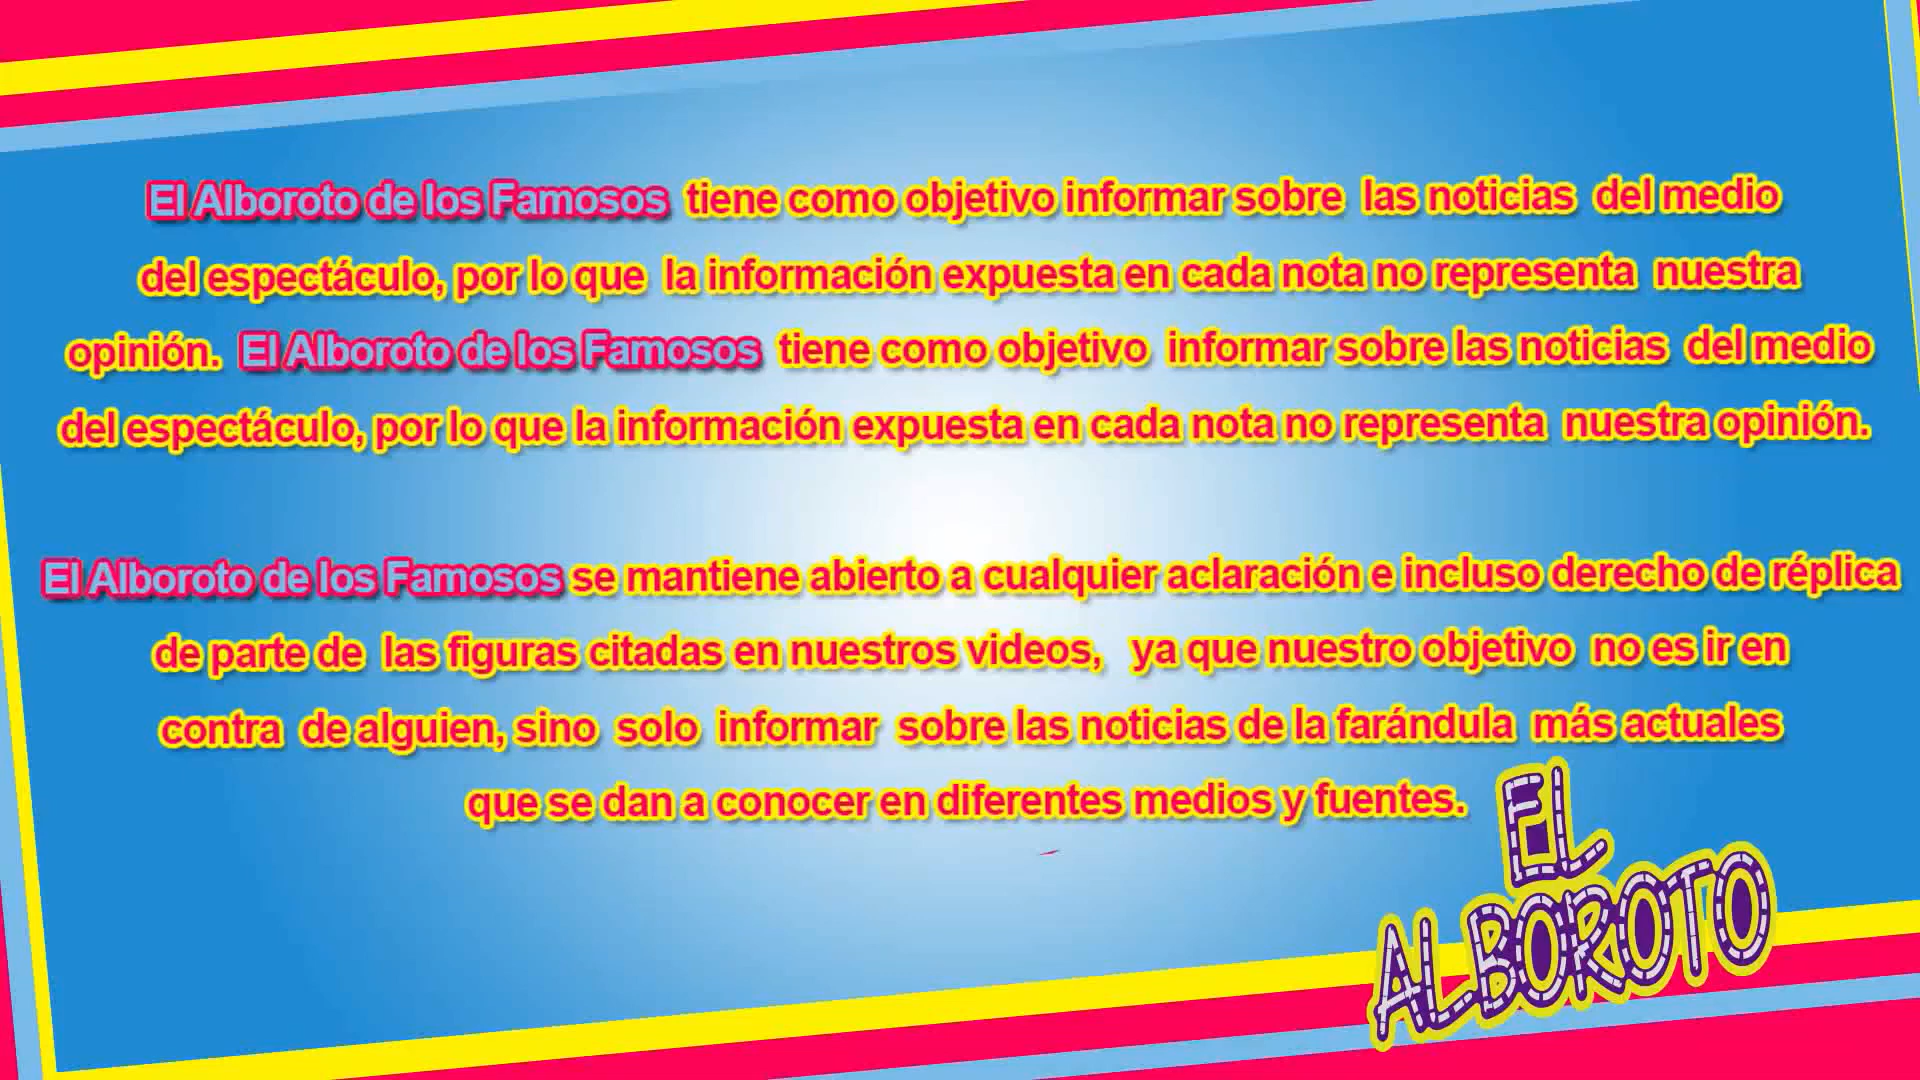 El Alboroto de los Famosos tiene como objetivo informar sobre las noticias del medio
del espectáculo, por lo que la información expuesta en cada nota no representa nuestra
opinión. El Alboroto de los Famosos tiene como objetivo informar sobre las noticias del medio
del espectáculo, por lo que la información expuesta en cada nota no representa nuestra opinión.
El Alboroto de los Famosos se mantiene abierto a cualquier aclaración e incluso derecho de réplica
de parte de las figuras citadas en nuestros videos, ya que nuestro objetivo no es ir en
contra de alguien, sino solo informar sobre las noticias de la farándula más actuales
que se dan a conocer en diferentes medios y fuentes.
EL
ALBOROTO